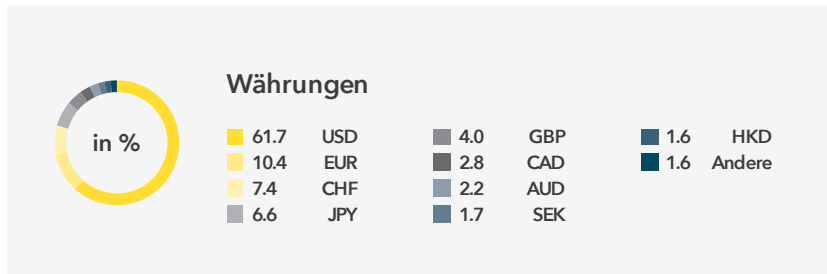 Währungen
in %
61.7 USD
10.4 EUR
7.4 CHF
6.6 JPY
4.0 GBP
2.8 CAD
2.2 AUD
1.7 SEK
1.6 HKD
1.6 Andere